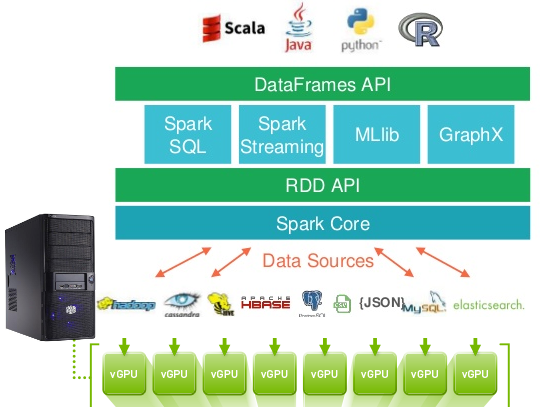 Scala
Java
python
R
DataFrames API
Spark
SQL
Spark
Streaming
MLlib
GraphX
RDD API
Spark Core
Data Sources
hadoop
cassandra
HIVE
APACHE
HBASE
PostgreSQL
{JSON}
MySQL
elasticsearch.
vGPU vGPU vGPU vGPU vGPU vGPU vGPU vGPU